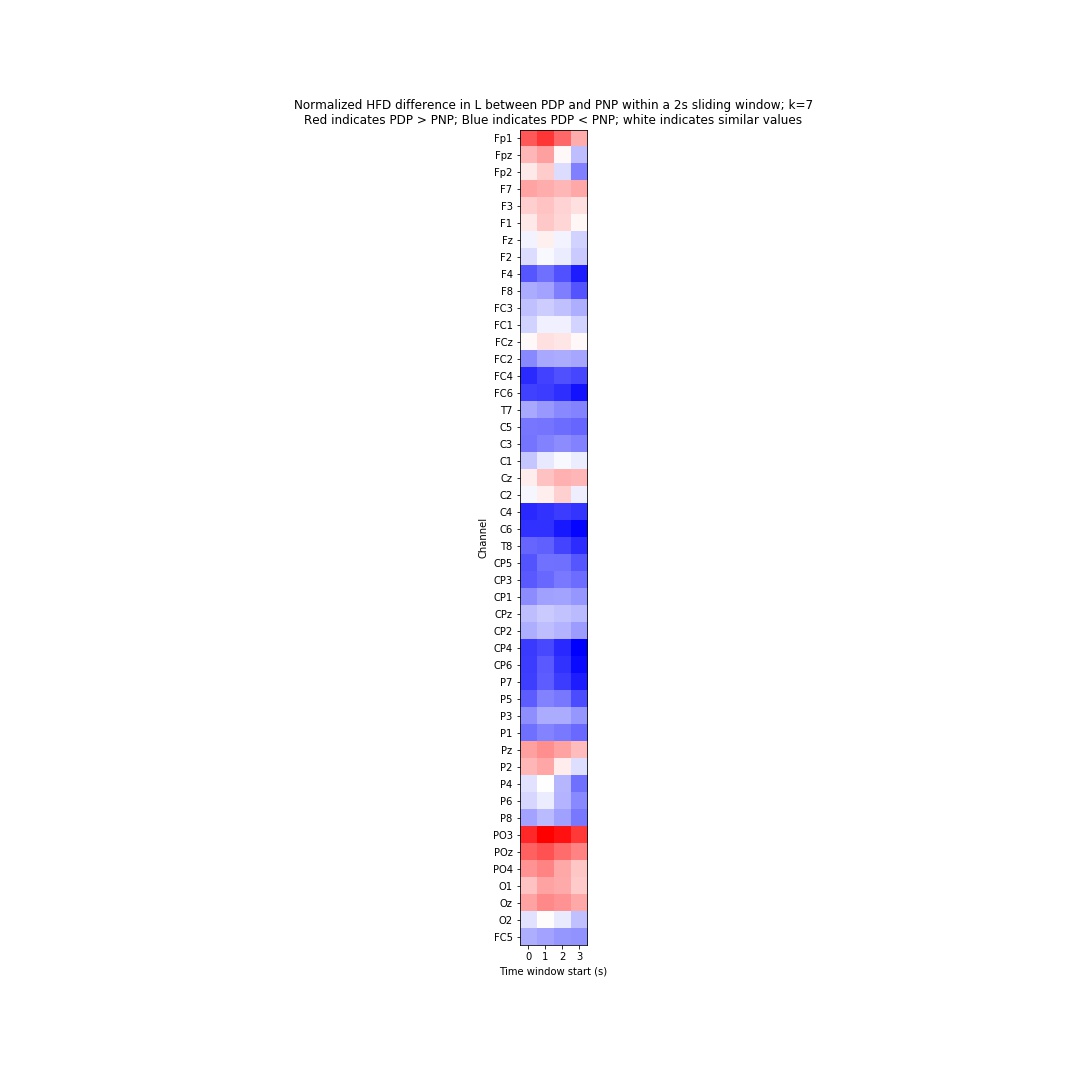 Normalized HFD difference in L between PDP and PNP within a 2s sliding window; k=7
Red indicates PDP > PNP; Blue indicates PDP < PNP; white indicates similar values
Fp1
Fpz
Fp2
F7
F3
F1
Fz
F2
F4
F8
FC3
FC1
FCz
FC2
FC4
FC6
T7
C5
C3
C1
Cz
C2
C4
C6
T8
CP5
CP3
CP1
CPz
CP2
CP4
CP6
P7
P5
P3
P1
Pz
P2
P4
P6
P8
PO3
POz
PO4
O1
Oz
O2
FC5
Channel
0 1 2 3
Time window start (s)